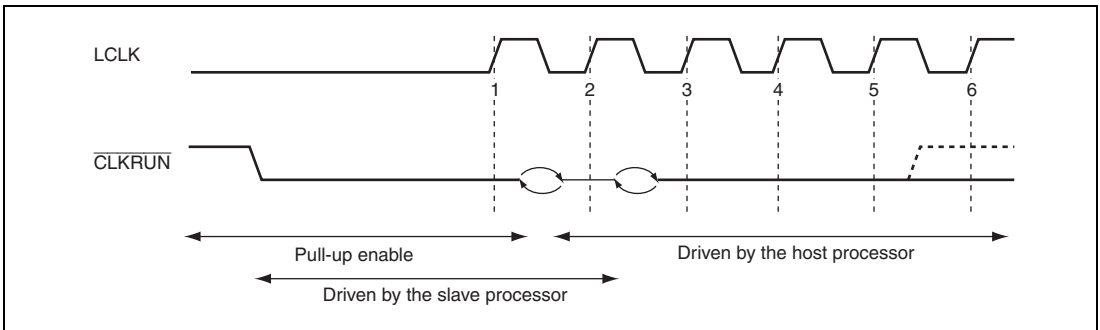 LCLK
1 2 3 4 5 6
CLKRUN
Pull-up enable
Driven by the host processor
Driven by the slave processor